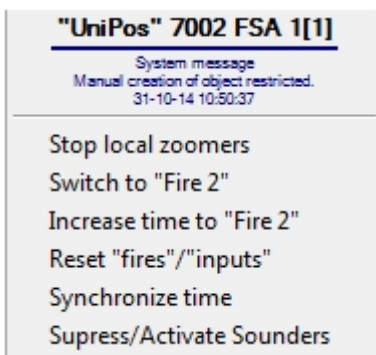 "UniPos" 7002 FSA 1[1]
System message
Manual creation of object restricted.
31-10-14 10:50:37
Stop local zoomers
Switch to "Fire 2"
Increase time to "Fire 2"
Reset "fires"/"inputs"
Synchronize time
Supress/Activate Sounders